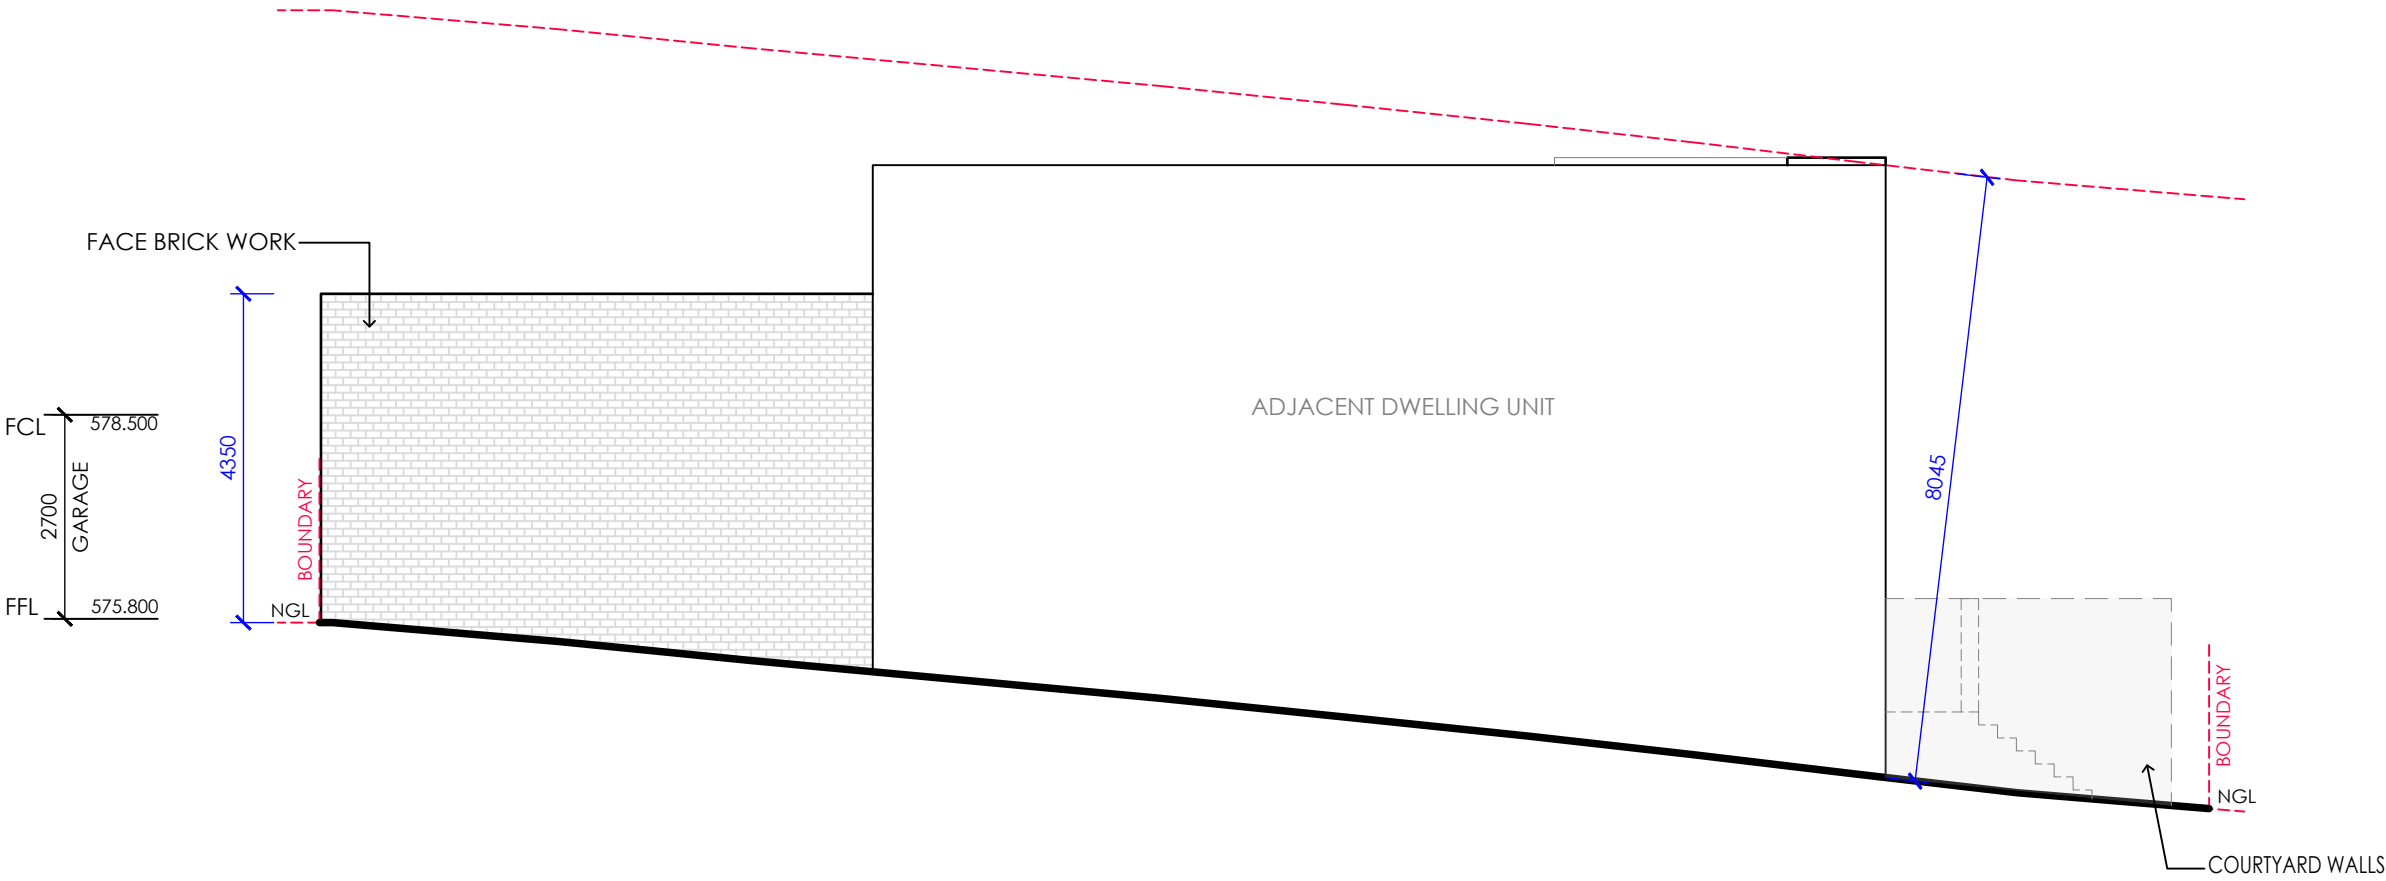 FACE BRICK WORK
ADJACENT DWELLING UNIT
FCL
578.500
4350
2700
GARAGE
BOUNDARY
8045
FFL
575.800
NGL
BOUNDARY
NGL
COURTYARD WALLS